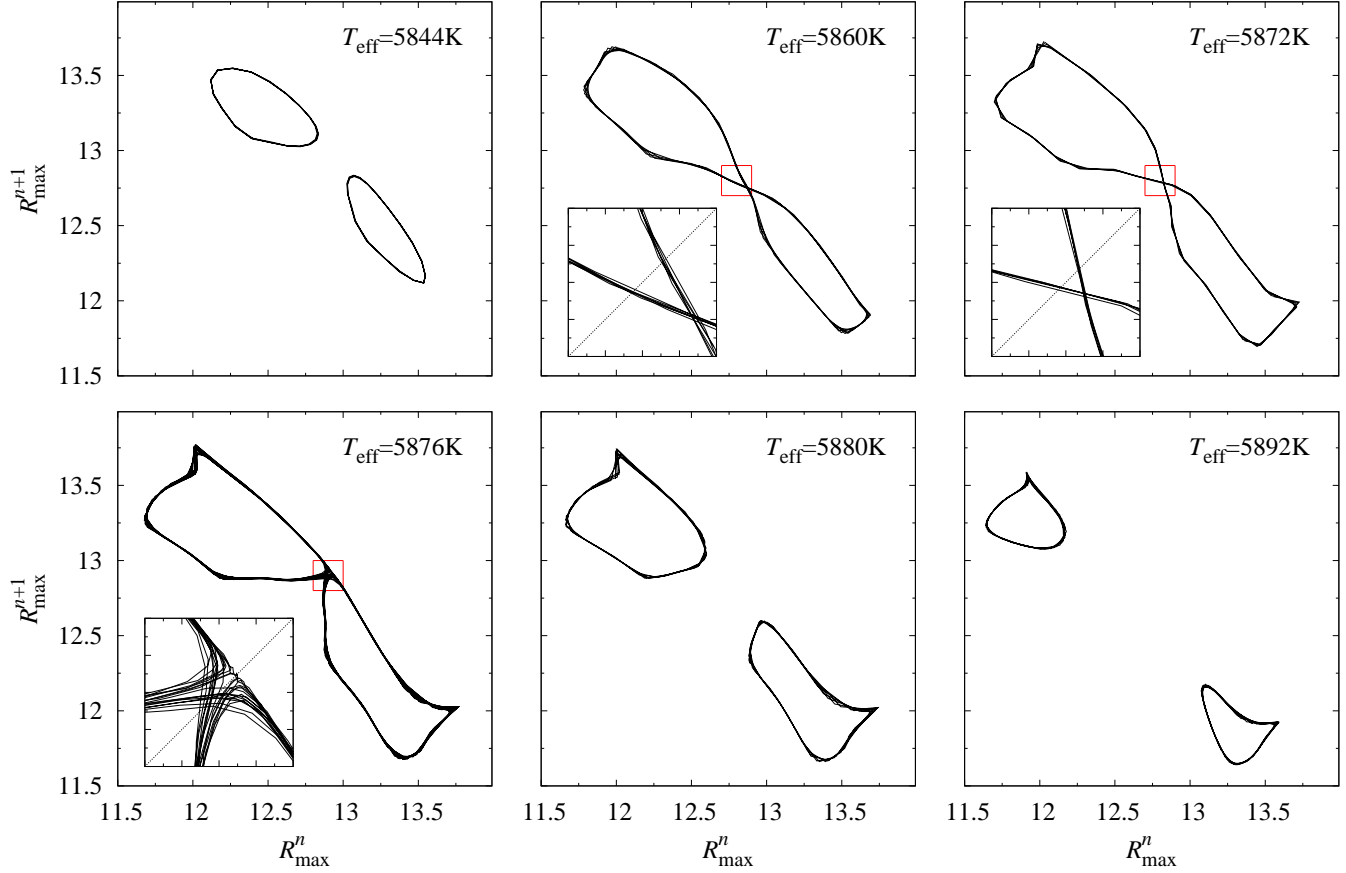 T_eff=5844K
T_eff=5860K
T_eff=5872K
13.5
13
12.5
12
11.5
R_max^{n+1}
T_eff=5876K
T_eff=5880K
T_eff=5892K
13.5
13
12.5
12
11.5
R_max^{n+1}
11.5 12 12.5 13 13.5 11.5 12 12.5 13 13.5 11.5 12 12.5 13 13.5
R_max^n R_max^n R_max^n